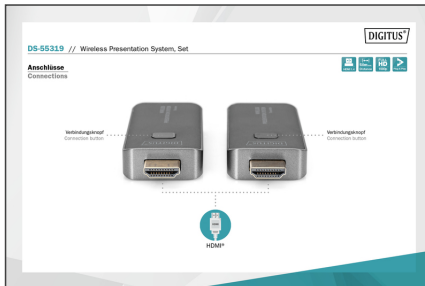 DIGITUS®
DS-55319 // Wireless Presentation System, Set
Anschlüsse
Connections
Verbindungsknopf
Connection button
Verbindungsknopf
Connection button
HDMI®